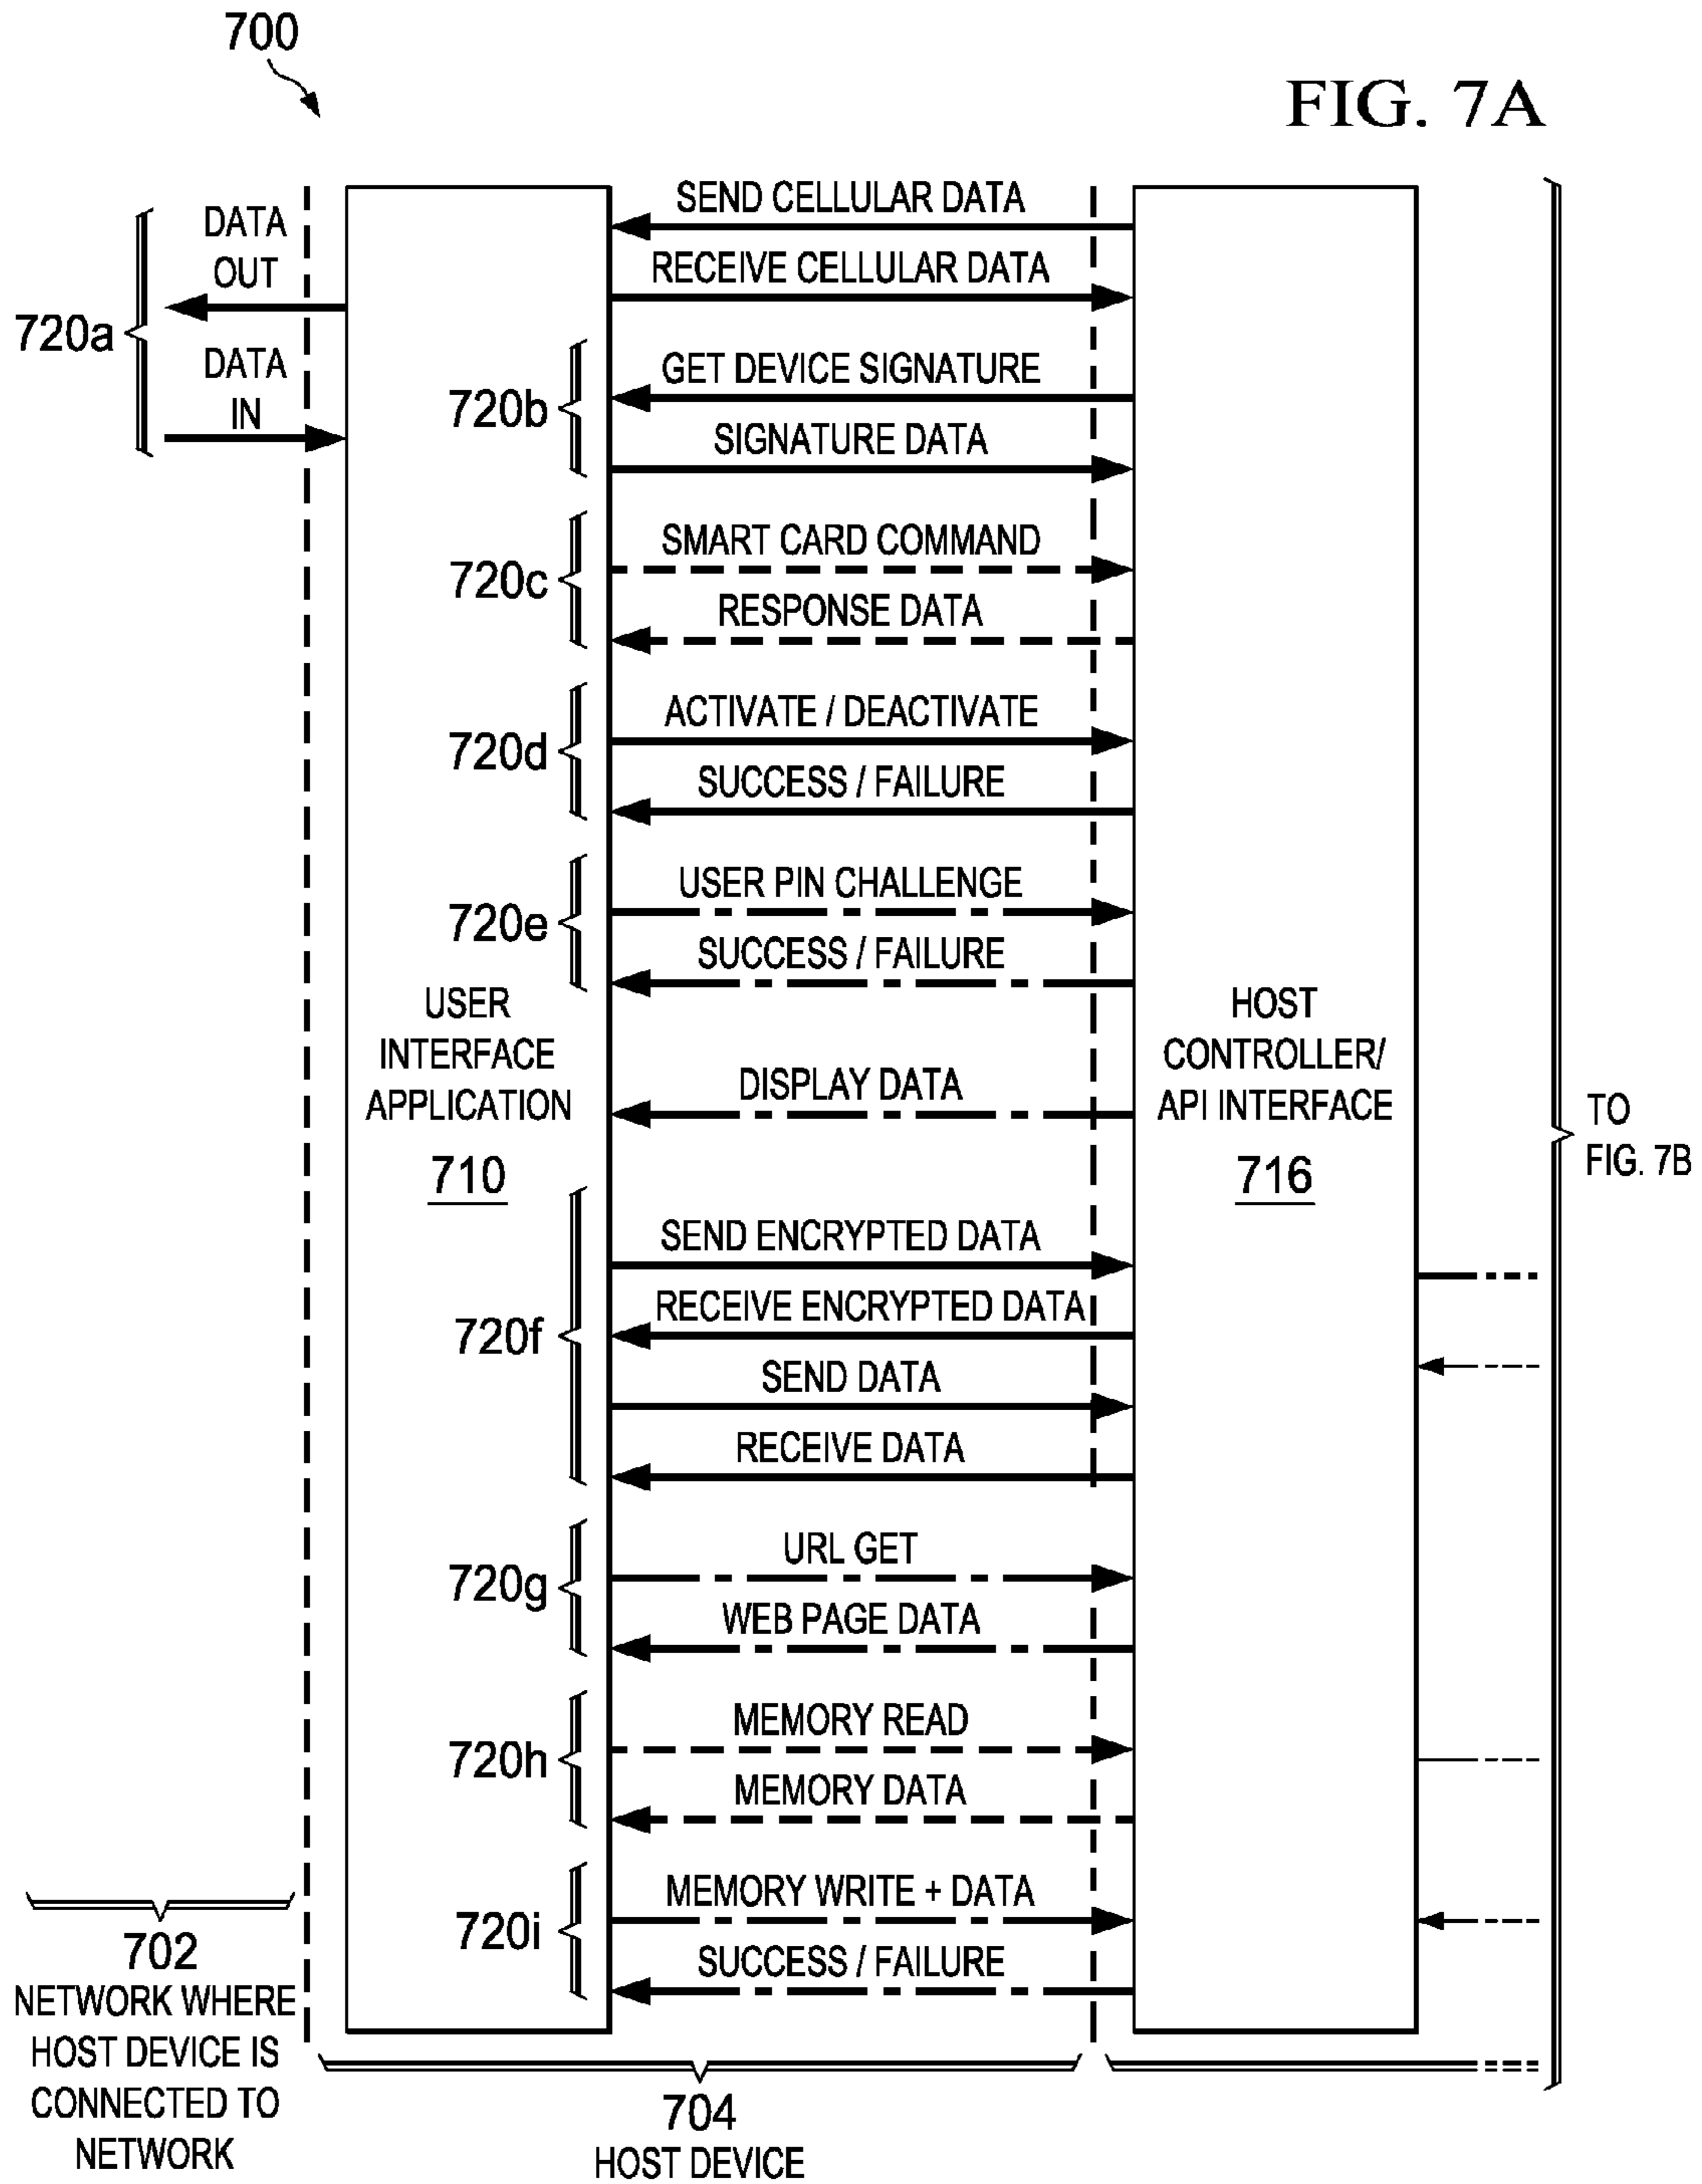 700
FIG. 7A
SEND CELLULAR DATA
RECEIVE CELLULAR DATA
DATA
OUT
720a
DATA
IN
720b
GET DEVICE SIGNATURE
SIGNATURE DATA
720c
SMART CARD COMMAND
RESPONSE DATA
720d
ACTIVATE / DEACTIVATE
SUCCESS / FAILURE
720e
USER PIN CHALLENGE
SUCCESS / FAILURE
USER
INTERFACE
APPLICATION
710
DISPLAY DATA
HOST
CONTROLLER/
API INTERFACE
716
TO
FIG. 7B
720f
SEND ENCRYPTED DATA
RECEIVE ENCRYPTED DATA
SEND DATA
RECEIVE DATA
720g
URL GET
WEB PAGE DATA
720h
MEMORY READ
MEMORY DATA
720i
MEMORY WRITE + DATA
SUCCESS / FAILURE
702
NETWORK WHERE
HOST DEVICE IS
CONNECTED TO
NETWORK
704
HOST DEVICE